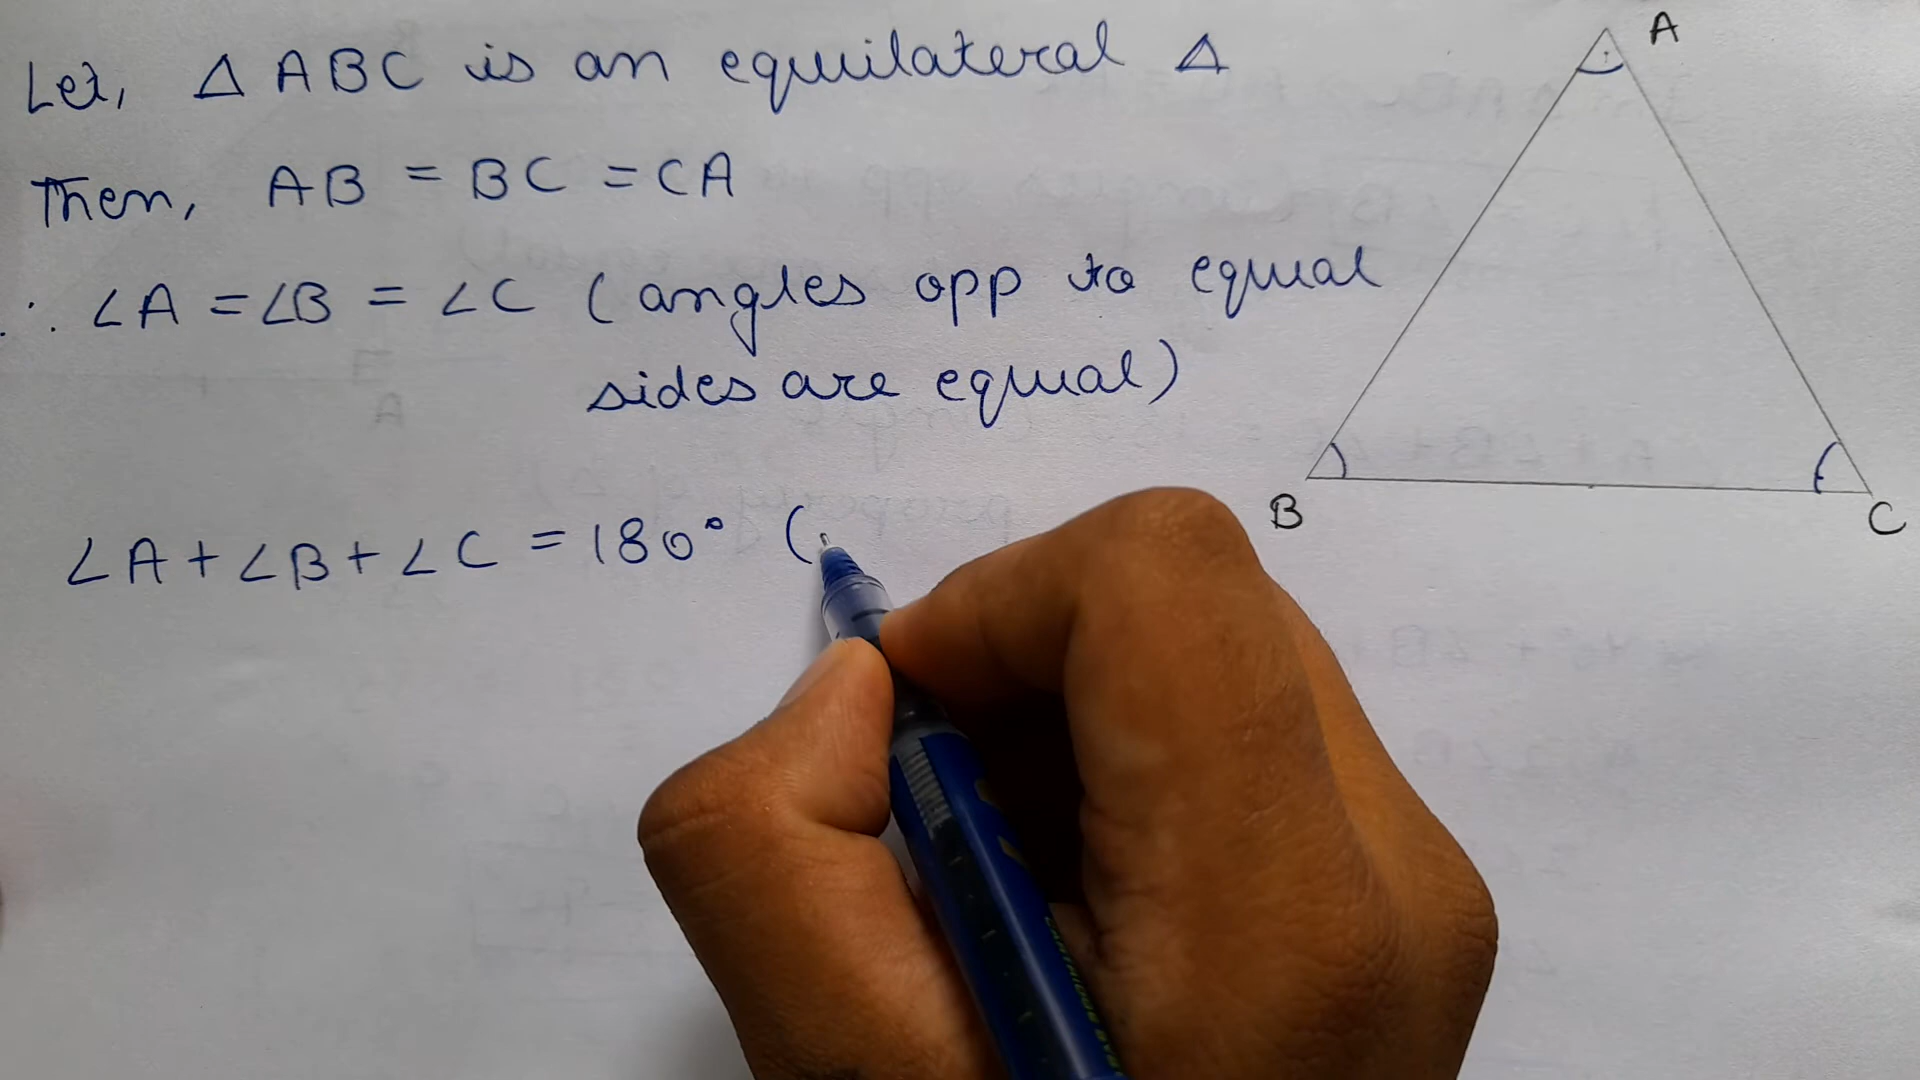 Let, Δ ABC is an equilateral Δ
Then, AB = BC = CA
∴ ∠A = ∠B = ∠C (angles opp to equal
sides are equal)
∠A + ∠B + ∠C = 180° (
A
B
C